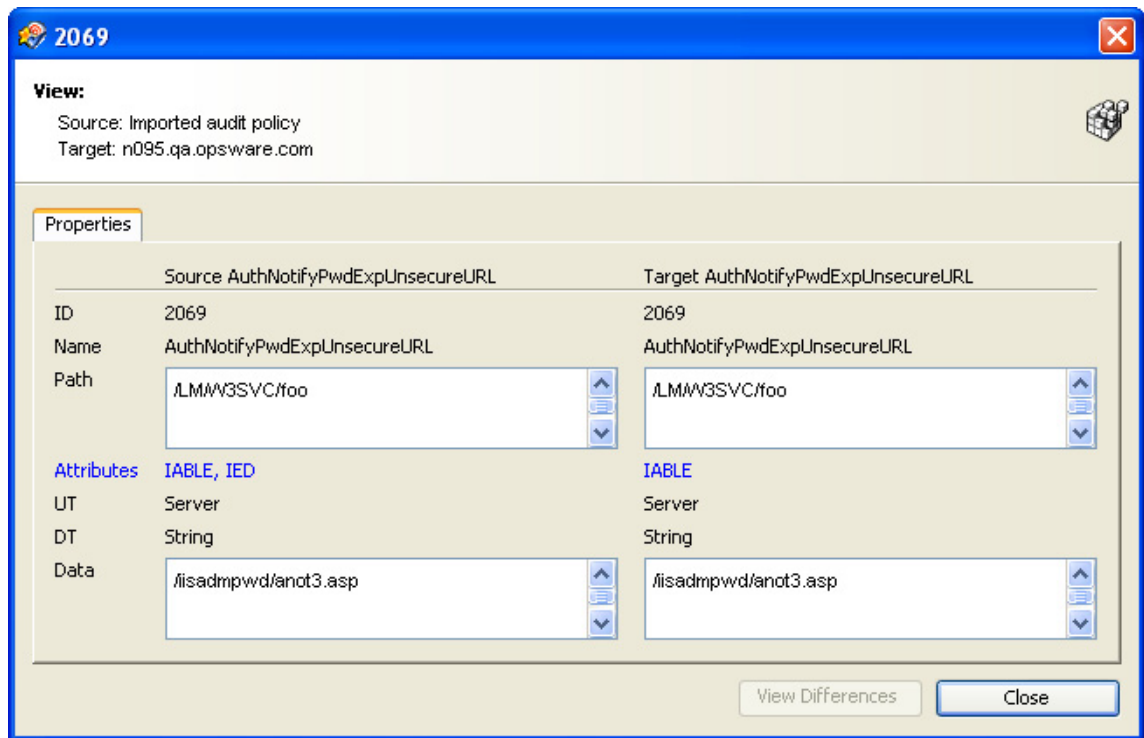 2069
View:
Source: Imported audit policy
Target: n095.qa.opsware.com
Properties
Source AuthNotifyPwdExpUnsecureURL Target AuthNotifyPwdExpUnsecureURL
ID 2069 2069
Name AuthNotifyPwdExpUnsecureURL AuthNotifyPwdExpUnsecureURL
Path /LM/W3SVC/foo /LM/W3SVC/foo
Attributes IABLE, IED IABLE
UT Server Server
DT String String
Data /iisadmpwd/anot3.asp /iisadmpwd/anot3.asp
View Differences Close